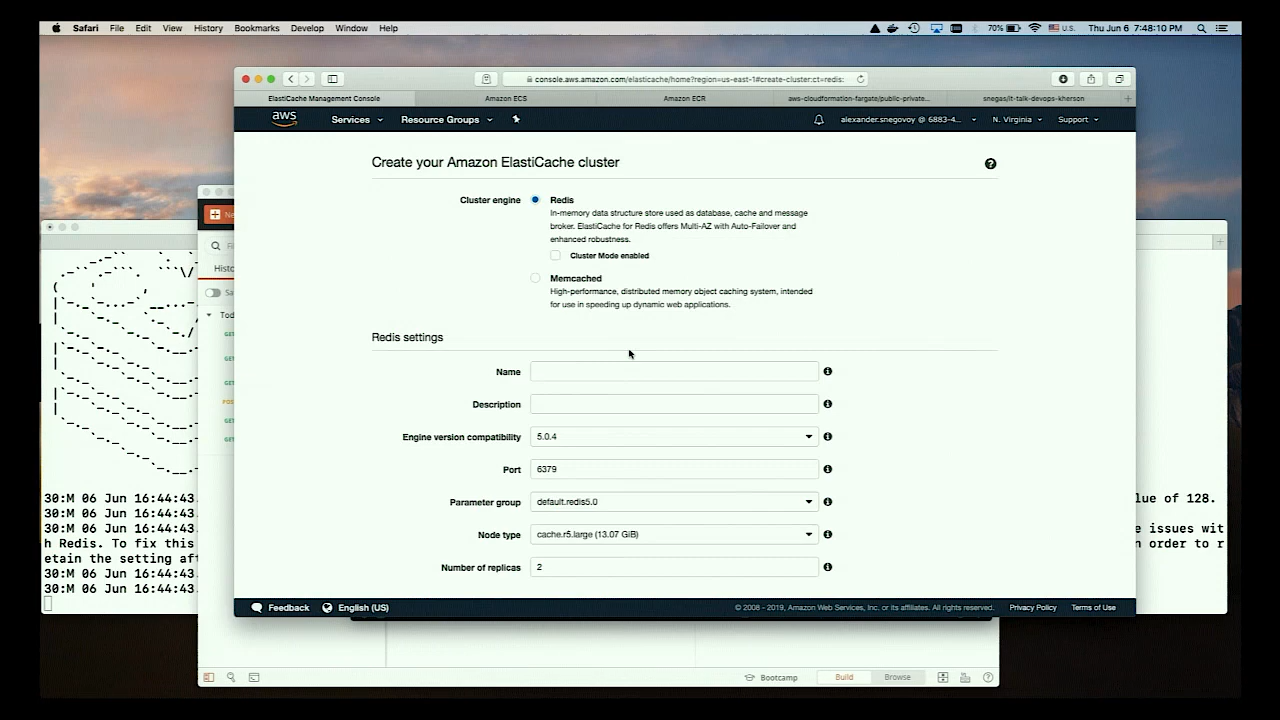 Safari File Edit View History Bookmarks Develop Window Help
70% U.S. Thu Jun 6 7:48:10 PM
console.aws.amazon.com/elasticache/home?region=us-east-1#create-cluster:ct=redis:
ElastiCache Management Console Amazon ECS Amazon ECR aws-cloudformation-fargate/public-private... snegas/it-talk-devops-kherson
aws Services Resource Groups alexander.snegovoy @ 6883-4... N. Virginia Support
Create your Amazon ElastiCache cluster
Cluster engine Redis
In-memory data structure store used as database, cache and message
broker. ElastiCache for Redis offers Multi-AZ with Auto-Failover and
enhanced robustness.
Cluster Mode enabled
Memcached
High-performance, distributed memory object caching system, intended
for use in speeding up dynamic web applications.
Redis settings
Name
Description
Engine version compatibility 5.0.4
Port 6379
Parameter group default.redis5.0
Node type cache.r5.large (13.07 GiB)
Number of replicas 2
Feedback English (US) © 2008 - 2019, Amazon Web Services, Inc. or its affiliates. All rights reserved. Privacy Policy Terms of Use
Ne
Histo
Sa
Tod
GET
GET
GET
POS
GET
GET
30:M 06 Jun 16:44:43. lue of 128.
30:M 06 Jun 16:44:43.
30:M 06 Jun 16:44:43. e issues wit
h Redis. To fix this n order to r
etain the setting aft
30:M 06 Jun 16:44:43.
30:M 06 Jun 16:44:43.
Bootcamp Build Browse